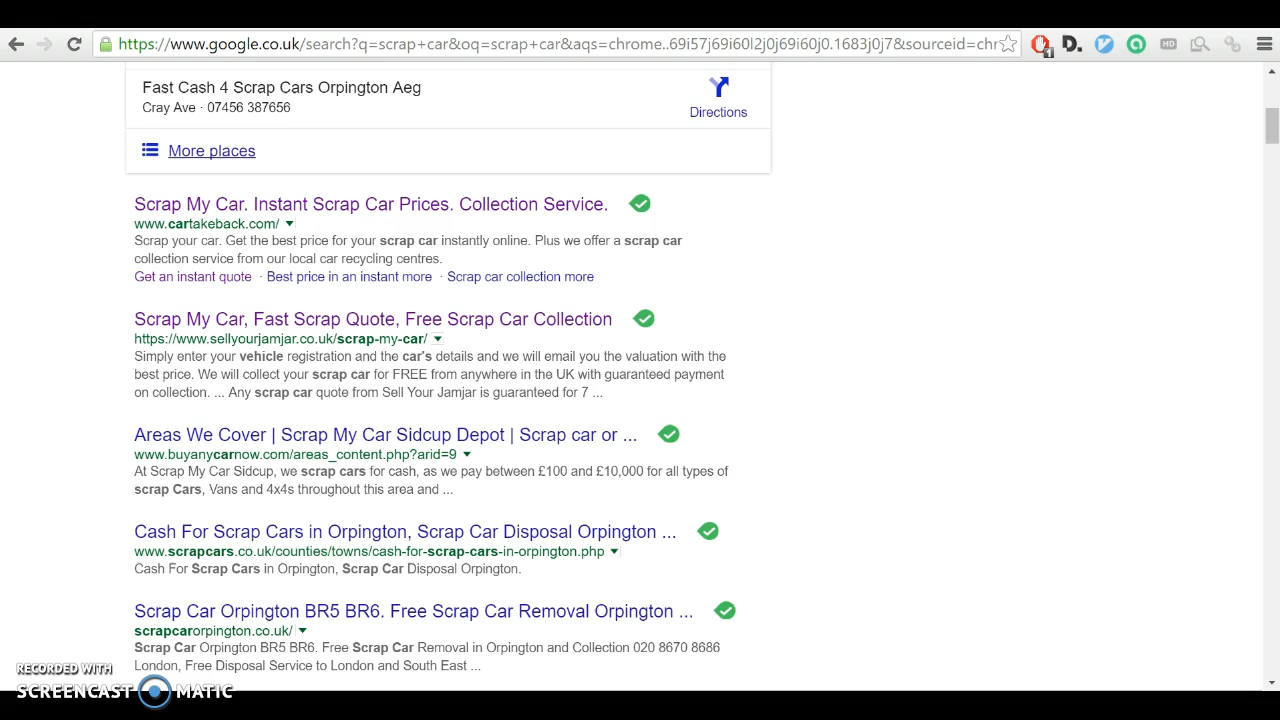 https://www.google.co.uk/search?q=scrap+car&oq=scrap+car&aqs=chrome..69i57j69i60l2j0j69i60j0.1683j0j7&sourceid=chr
Fast Cash 4 Scrap Cars Orpington Aeg
Cray Ave · 07456 387656
Directions
More places
Scrap My Car. Instant Scrap Car Prices. Collection Service.
www.cartakeback.com/
Scrap your car. Get the best price for your scrap car instantly online. Plus we offer a scrap car
collection service from our local car recycling centres.
Get an instant quote · Best price in an instant more · Scrap car collection more
Scrap My Car, Fast Scrap Quote, Free Scrap Car Collection
https://www.sellyourjamjar.co.uk/scrap-my-car/
Simply enter your vehicle registration and the car's details and we will email you the valuation with the
best price. We will collect your scrap car for FREE from anywhere in the UK with guaranteed payment
on collection. ... Any scrap car quote from Sell Your Jamjar is guaranteed for 7 ...
Areas We Cover | Scrap My Car Sidcup Depot | Scrap car or ...
www.buyanycarnow.com/areas_content.php?arid=9
At Scrap My Car Sidcup, we scrap cars for cash, as we pay between £100 and £10,000 for all types of
scrap Cars, Vans and 4x4s throughout this area and ...
Cash For Scrap Cars in Orpington, Scrap Car Disposal Orpington ...
www.scrapcars.co.uk/counties/towns/cash-for-scrap-cars-in-orpington.php
Cash For Scrap Cars in Orpington, Scrap Car Disposal Orpington.
Scrap Car Orpington BR5 BR6. Free Scrap Car Removal Orpington ...
scrapcarorpington.co.uk/
Scrap Car Orpington BR5 BR6. Free Scrap Car Removal in Orpington and Collection 020 8670 8686
London, Free Disposal Service to London and South East ...
RECORDED WITH
SCREENCAST MATIC